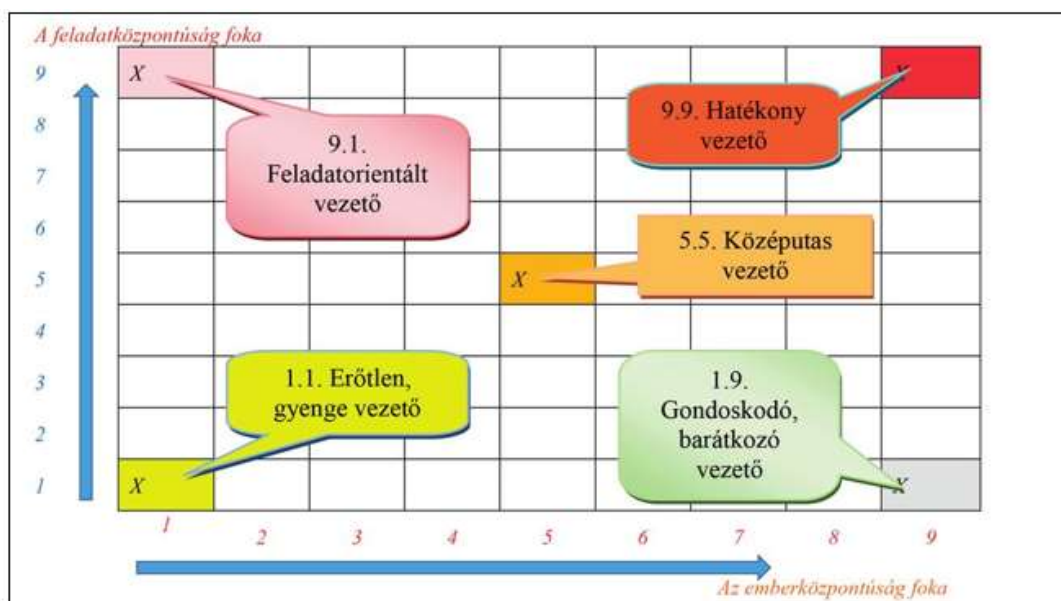 A feladatközpontúság foka
9
X
X
9.1.
Feladatorientált
vezető
9.9. Hatékony
vezető
8
7
6
5.5. Középutas
vezető
5
X
4
3
1.1. Erőtlen,
gyenge vezető
1.9.
Gondoskodó,
barátkozó
vezető
2
1
X
X
1
2
3
4
5
6
7
8
9
Az emberközpontúság foka